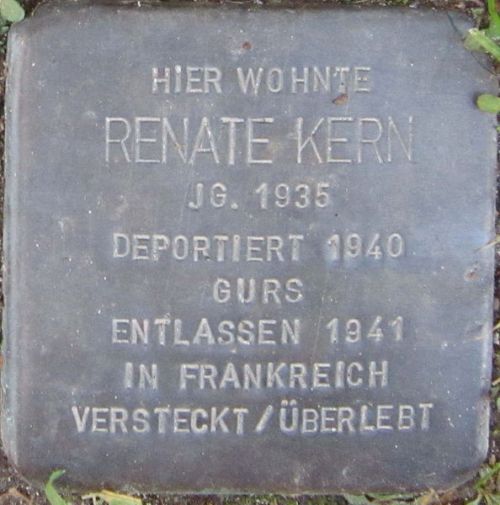 HIER WOHNTE
RENATE KERN
JG. 1935
DEPORTIERT 1940
GURS
ENTLASSEN 1941
IN FRANKREICH
VERSTECKT/ÜBERLEBT